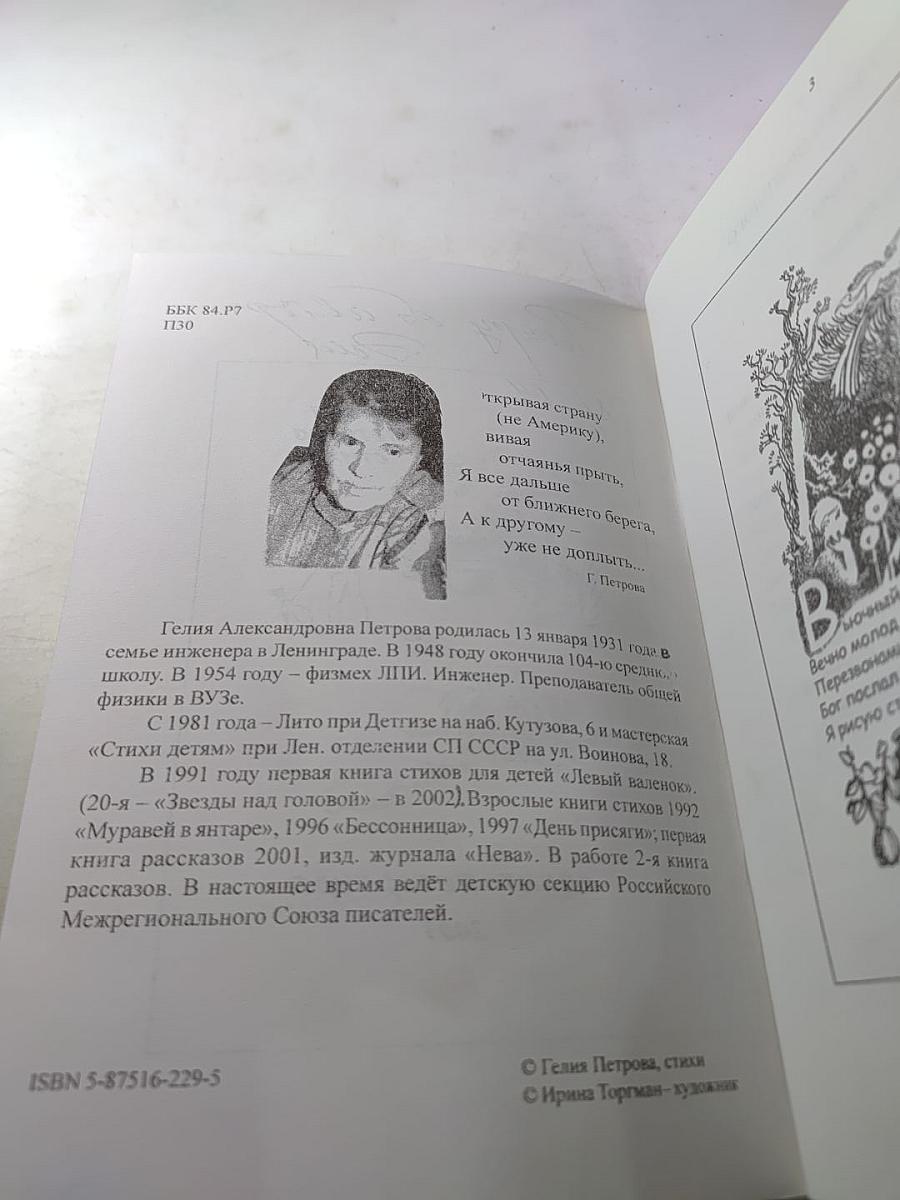 ББК 84.Р7
П30
ткрывая страну
(не Америку),
вивая
отчаянья прыть,
Я все дальше
от ближнего берега,
А к другому –
уже не доплыть...
Г. Петрова
Гелия Александровна Петрова родилась 13 января 1931 года в
семье инженера в Ленинграде. В 1948 году окончила 104-ю средню
школу. В 1954 году – физмех ЛПИ. Инженер. Преподаватель общей
физики в ВУЗе.
С 1981 года – Лито при Детгизе на наб. Кутузова, 6 и мастерская
«Стихи детям» при Лен. отделении СП СССР на ул. Воинова, 18.
В 1991 году первая книга стихов для детей «Левый валенок».
(20-я – «Звезды над головой» – в 2002). Взрослые книги стихов 1992
«Муравей в янтаре», 1996 «Бессонница», 1997 «День присяги»; первая
книга рассказов 2001, изд. журнала «Нева». В работе 2-я книга
рассказов. В настоящее время ведёт детскую секцию Российского
Межрегионального Союза писателей.
ISBN 5-87516-229-5
© Гелия Петрова, стихи
© Ирина Торгман– художник
3
Вьючный
Вечно молод
Перезвоном
Бог послал
Я рисую ст